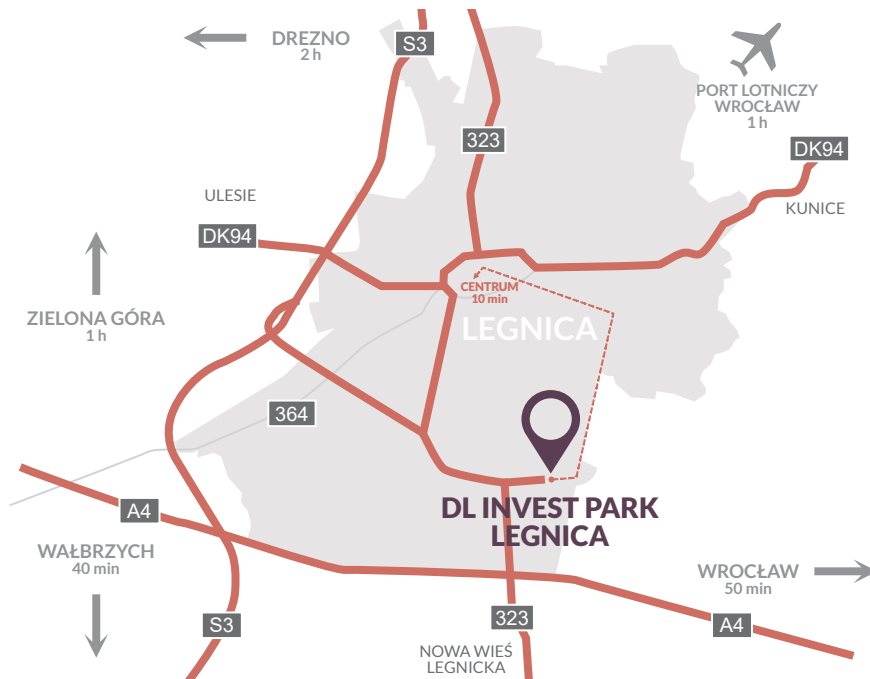 DREZNO
2 h
S3
PORT LOTNICZY
WROCŁAW
1 h
323
DK94
ULESIE
KUNICE
DK94
CENTRUM
10 min
ZIELONA GÓRA
1 h
LEGNICA
364
DL INVEST PARK
LEGNICA
A4
WAŁBRZYCH
40 min
WROCŁAW
50 min
S3
323
A4
NOWA WIEŚ
LEGNICKA